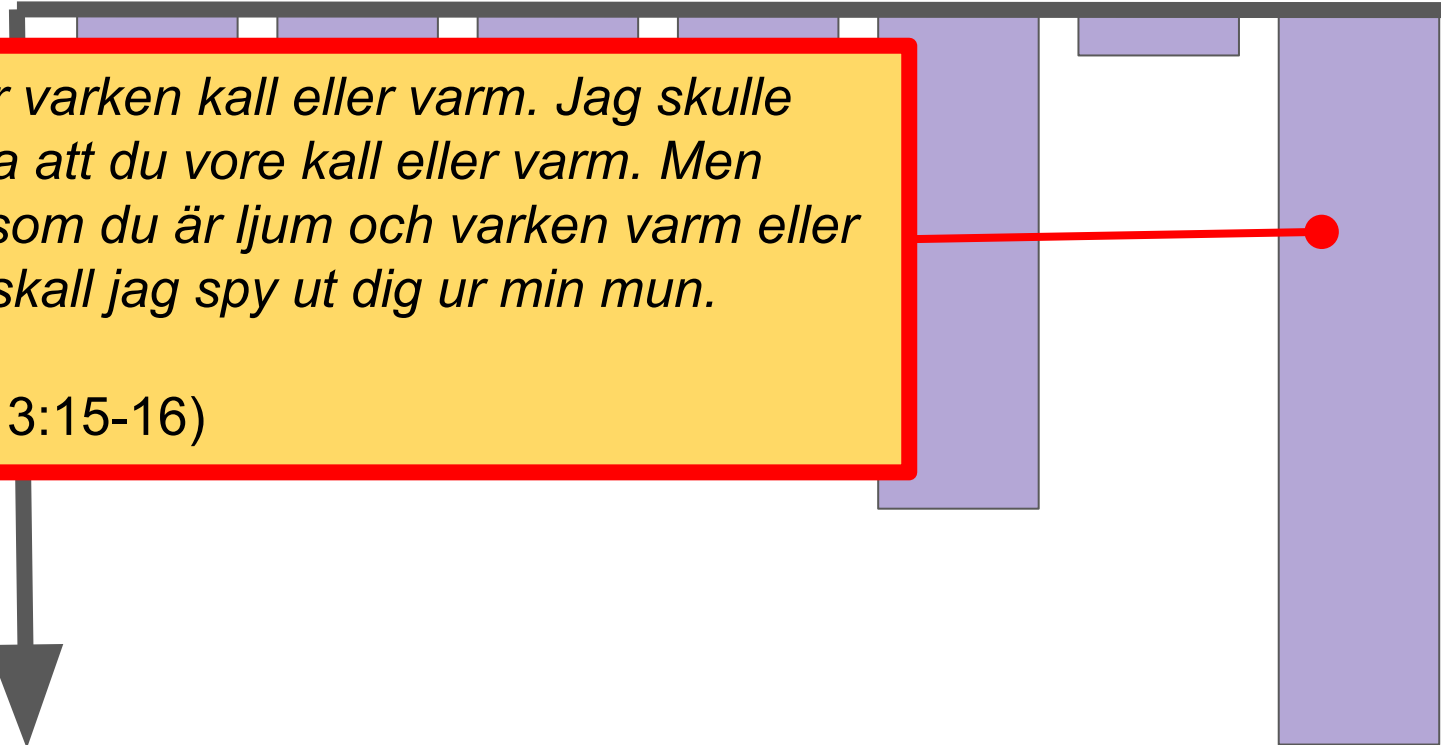 varken kall eller varm. Jag skulle
att du vore kall eller varm. Men
som du är ljum och varken varm eller
skall jag spy ut dig ur min mun.
3:15-16)